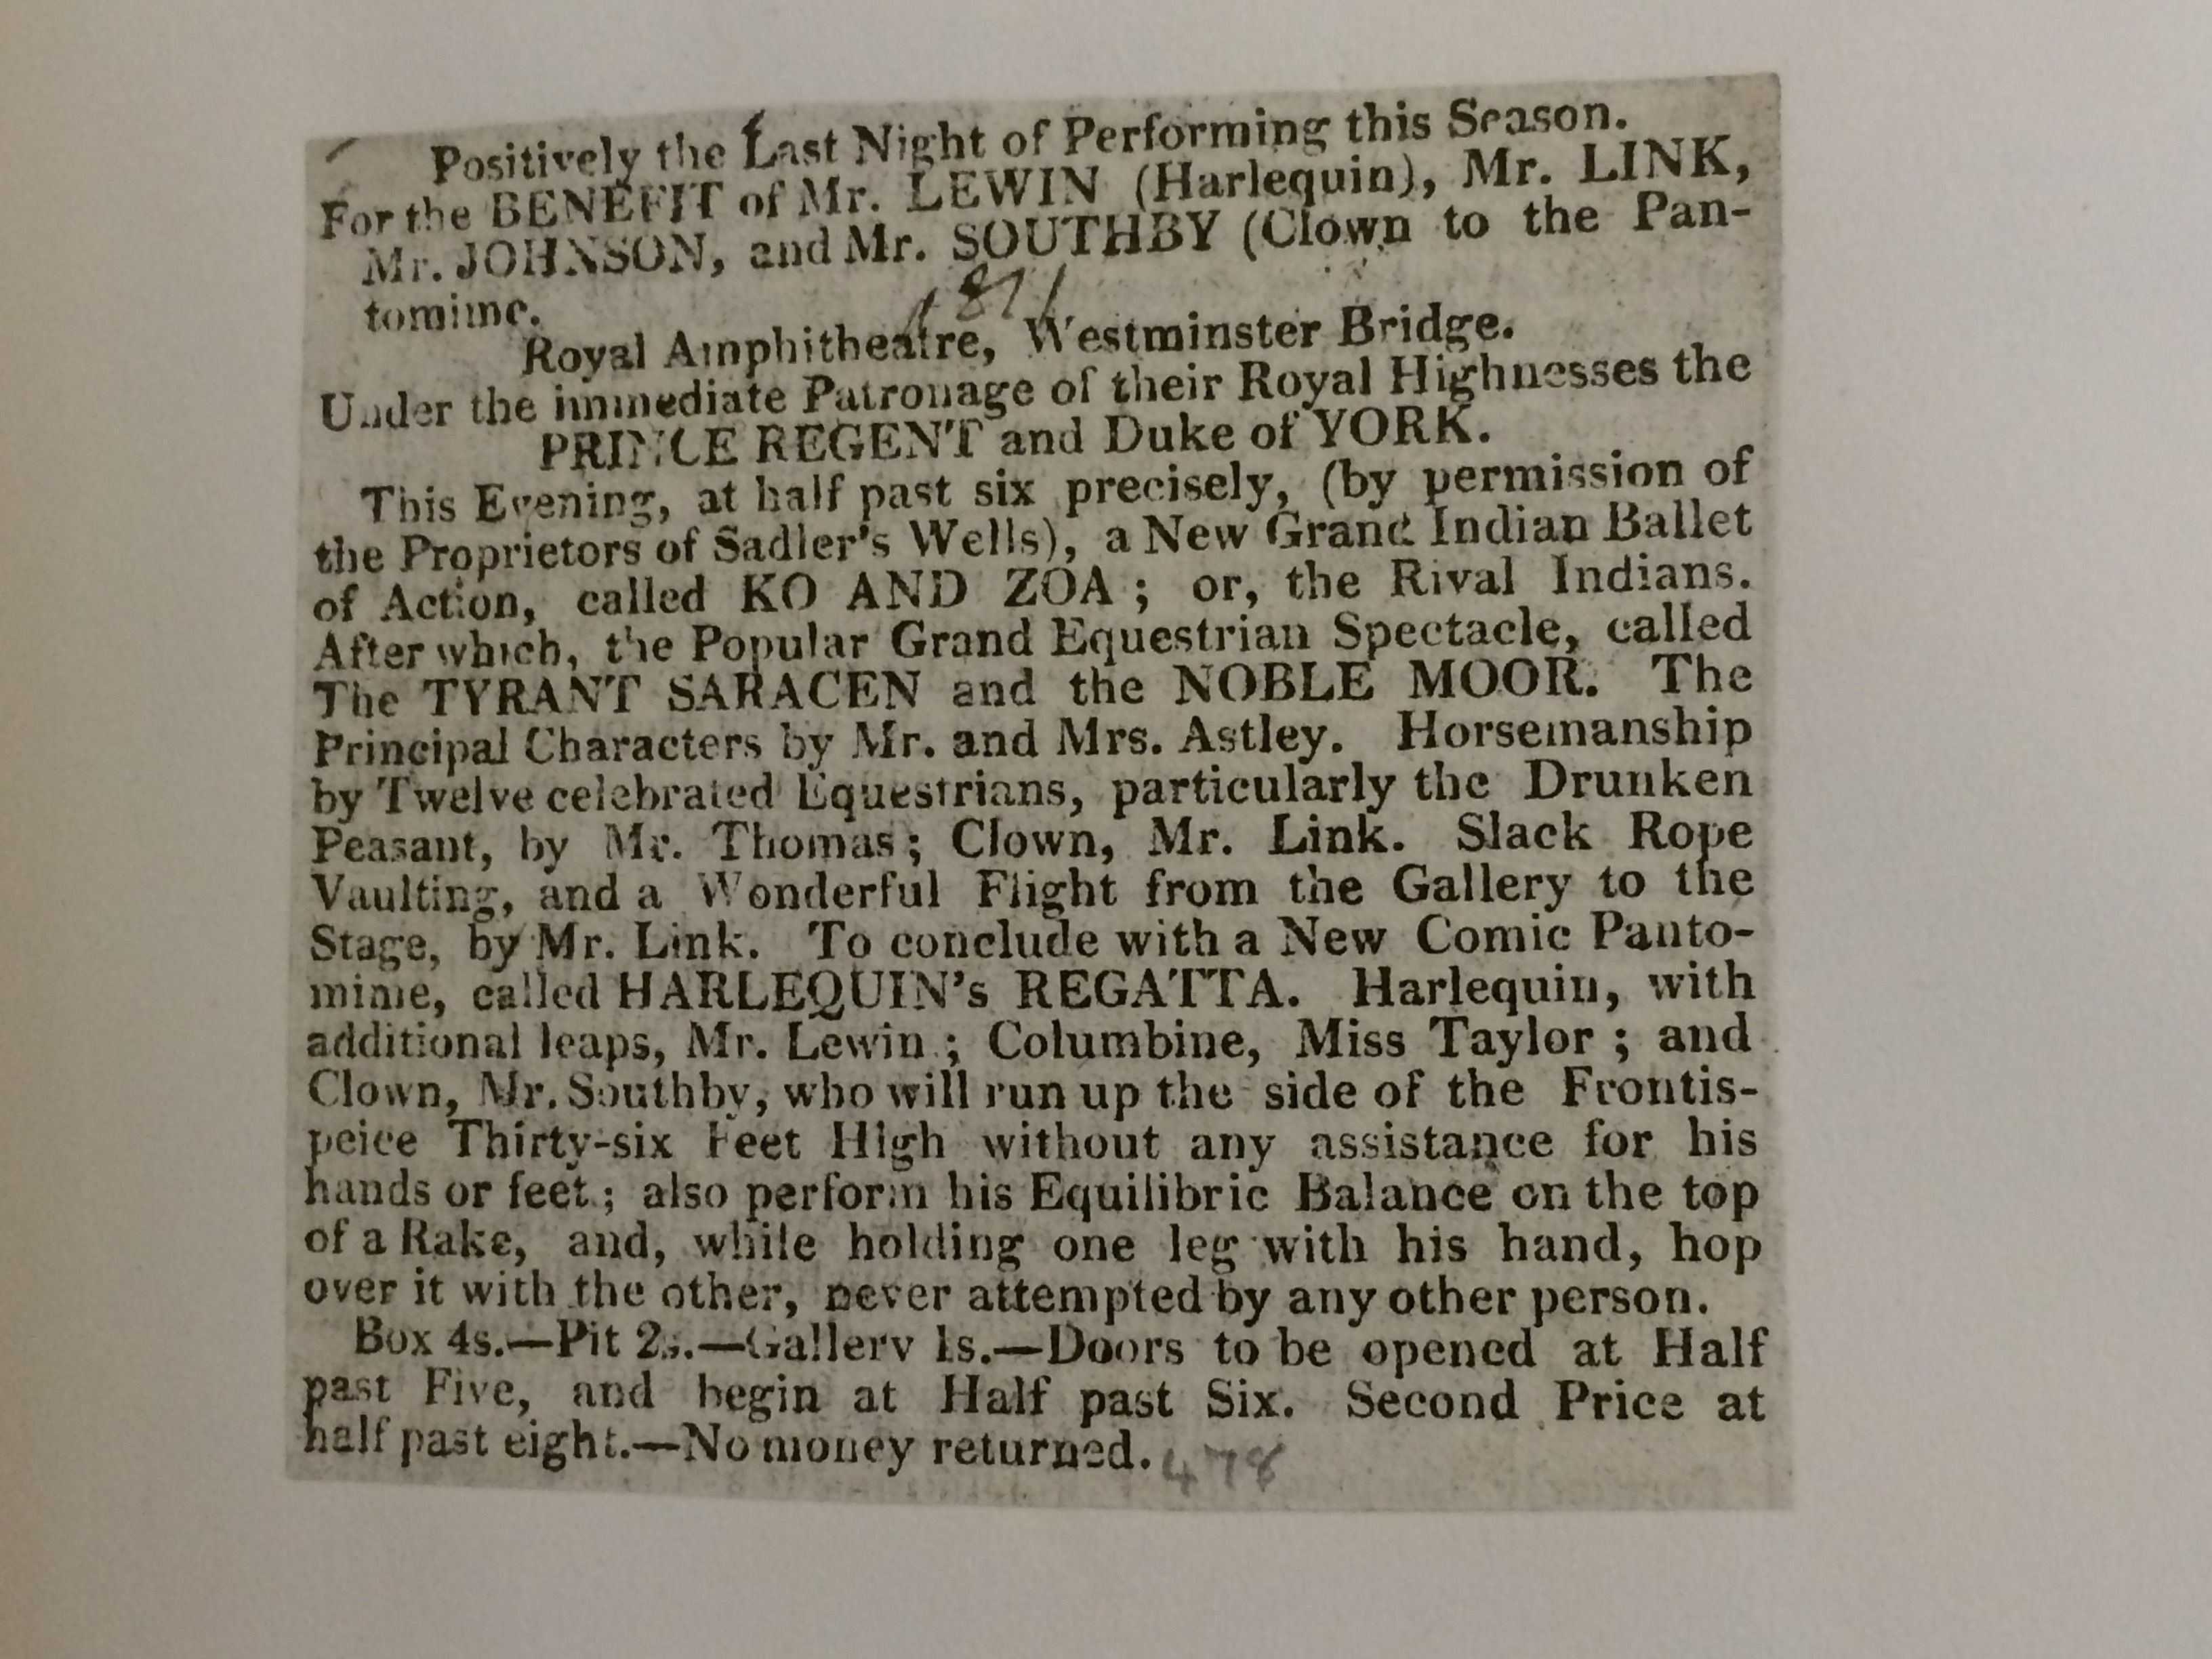 Positively the Last Night of Performing this Season.
For the BENEFIT of Mr. LEWIN (Harlequin), Mr. LINK,
Mr. JOHNSON, and Mr. SOUTHBY (Clown to the Pan-
tomime.
Royal Amphitheatre, Westminster Bridge.
Under the immediate Patronage of their Royal Highnesses the
PRINCE REGENT and Duke of YORK.
This Evening, at half past six precisely, (by permission of
the Proprietors of Sadler's Wells), a New Grand Indian Ballet
of Action, called KO AND ZOA; or, the Rival Indians.
After which, the Popular Grand Equestrian Spectacle, called
The TYRANT SARACEN and the NOBLE MOOR. The
Principal Characters by Mr. and Mrs. Astley. Horsemanship
by Twelve celebrated Equestrians, particularly the Drunken
Peasant, by Mr. Thomas; Clown, Mr. Link. Slack Rope
Vaulting, and a Wonderful Flight from the Gallery to the
Stage, by Mr. Link. To conclude with a New Comic Panto-
mime, called HARLEQUIN's REGATTA. Harlequin, with
additional leaps, Mr. Lewin; Columbine, Miss Taylor; and
Clown, Mr. Southby, who will run up the side of the Frontis-
peice Thirty-six Feet High without any assistance for his
hands or feet; also perform his Equilibric Balance on the top
of a Rake, and, while holding one leg with his hand, hop
over it with the other, never attempted by any other person.
Box 4s.—Pit 2s.—Gallery 1s.—Doors to be opened at Half
past Five, and begin at Half past Six. Second Price at
half past eight.—No money returned. 478